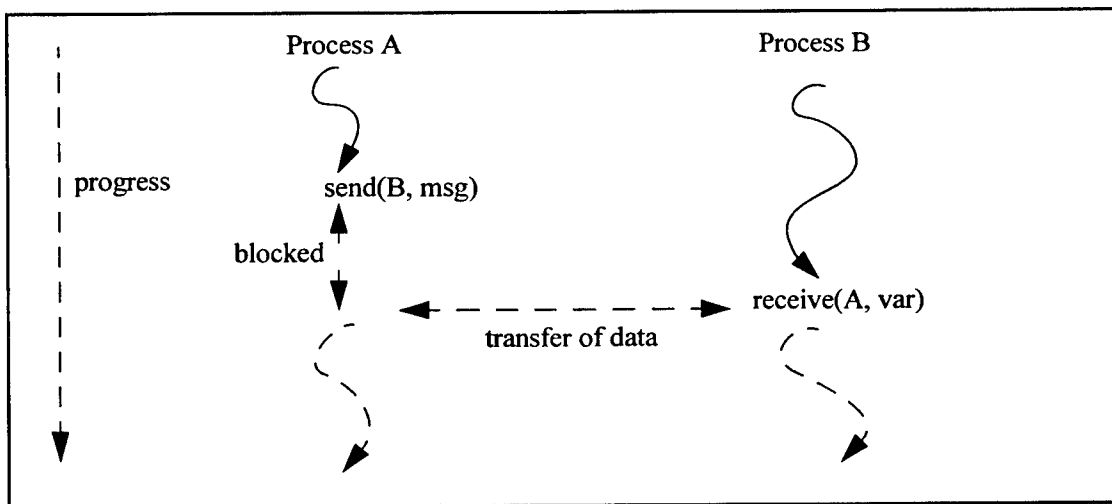 Process A
Process B
progress
send(B, msg)
blocked
receive(A, var)
transfer of data